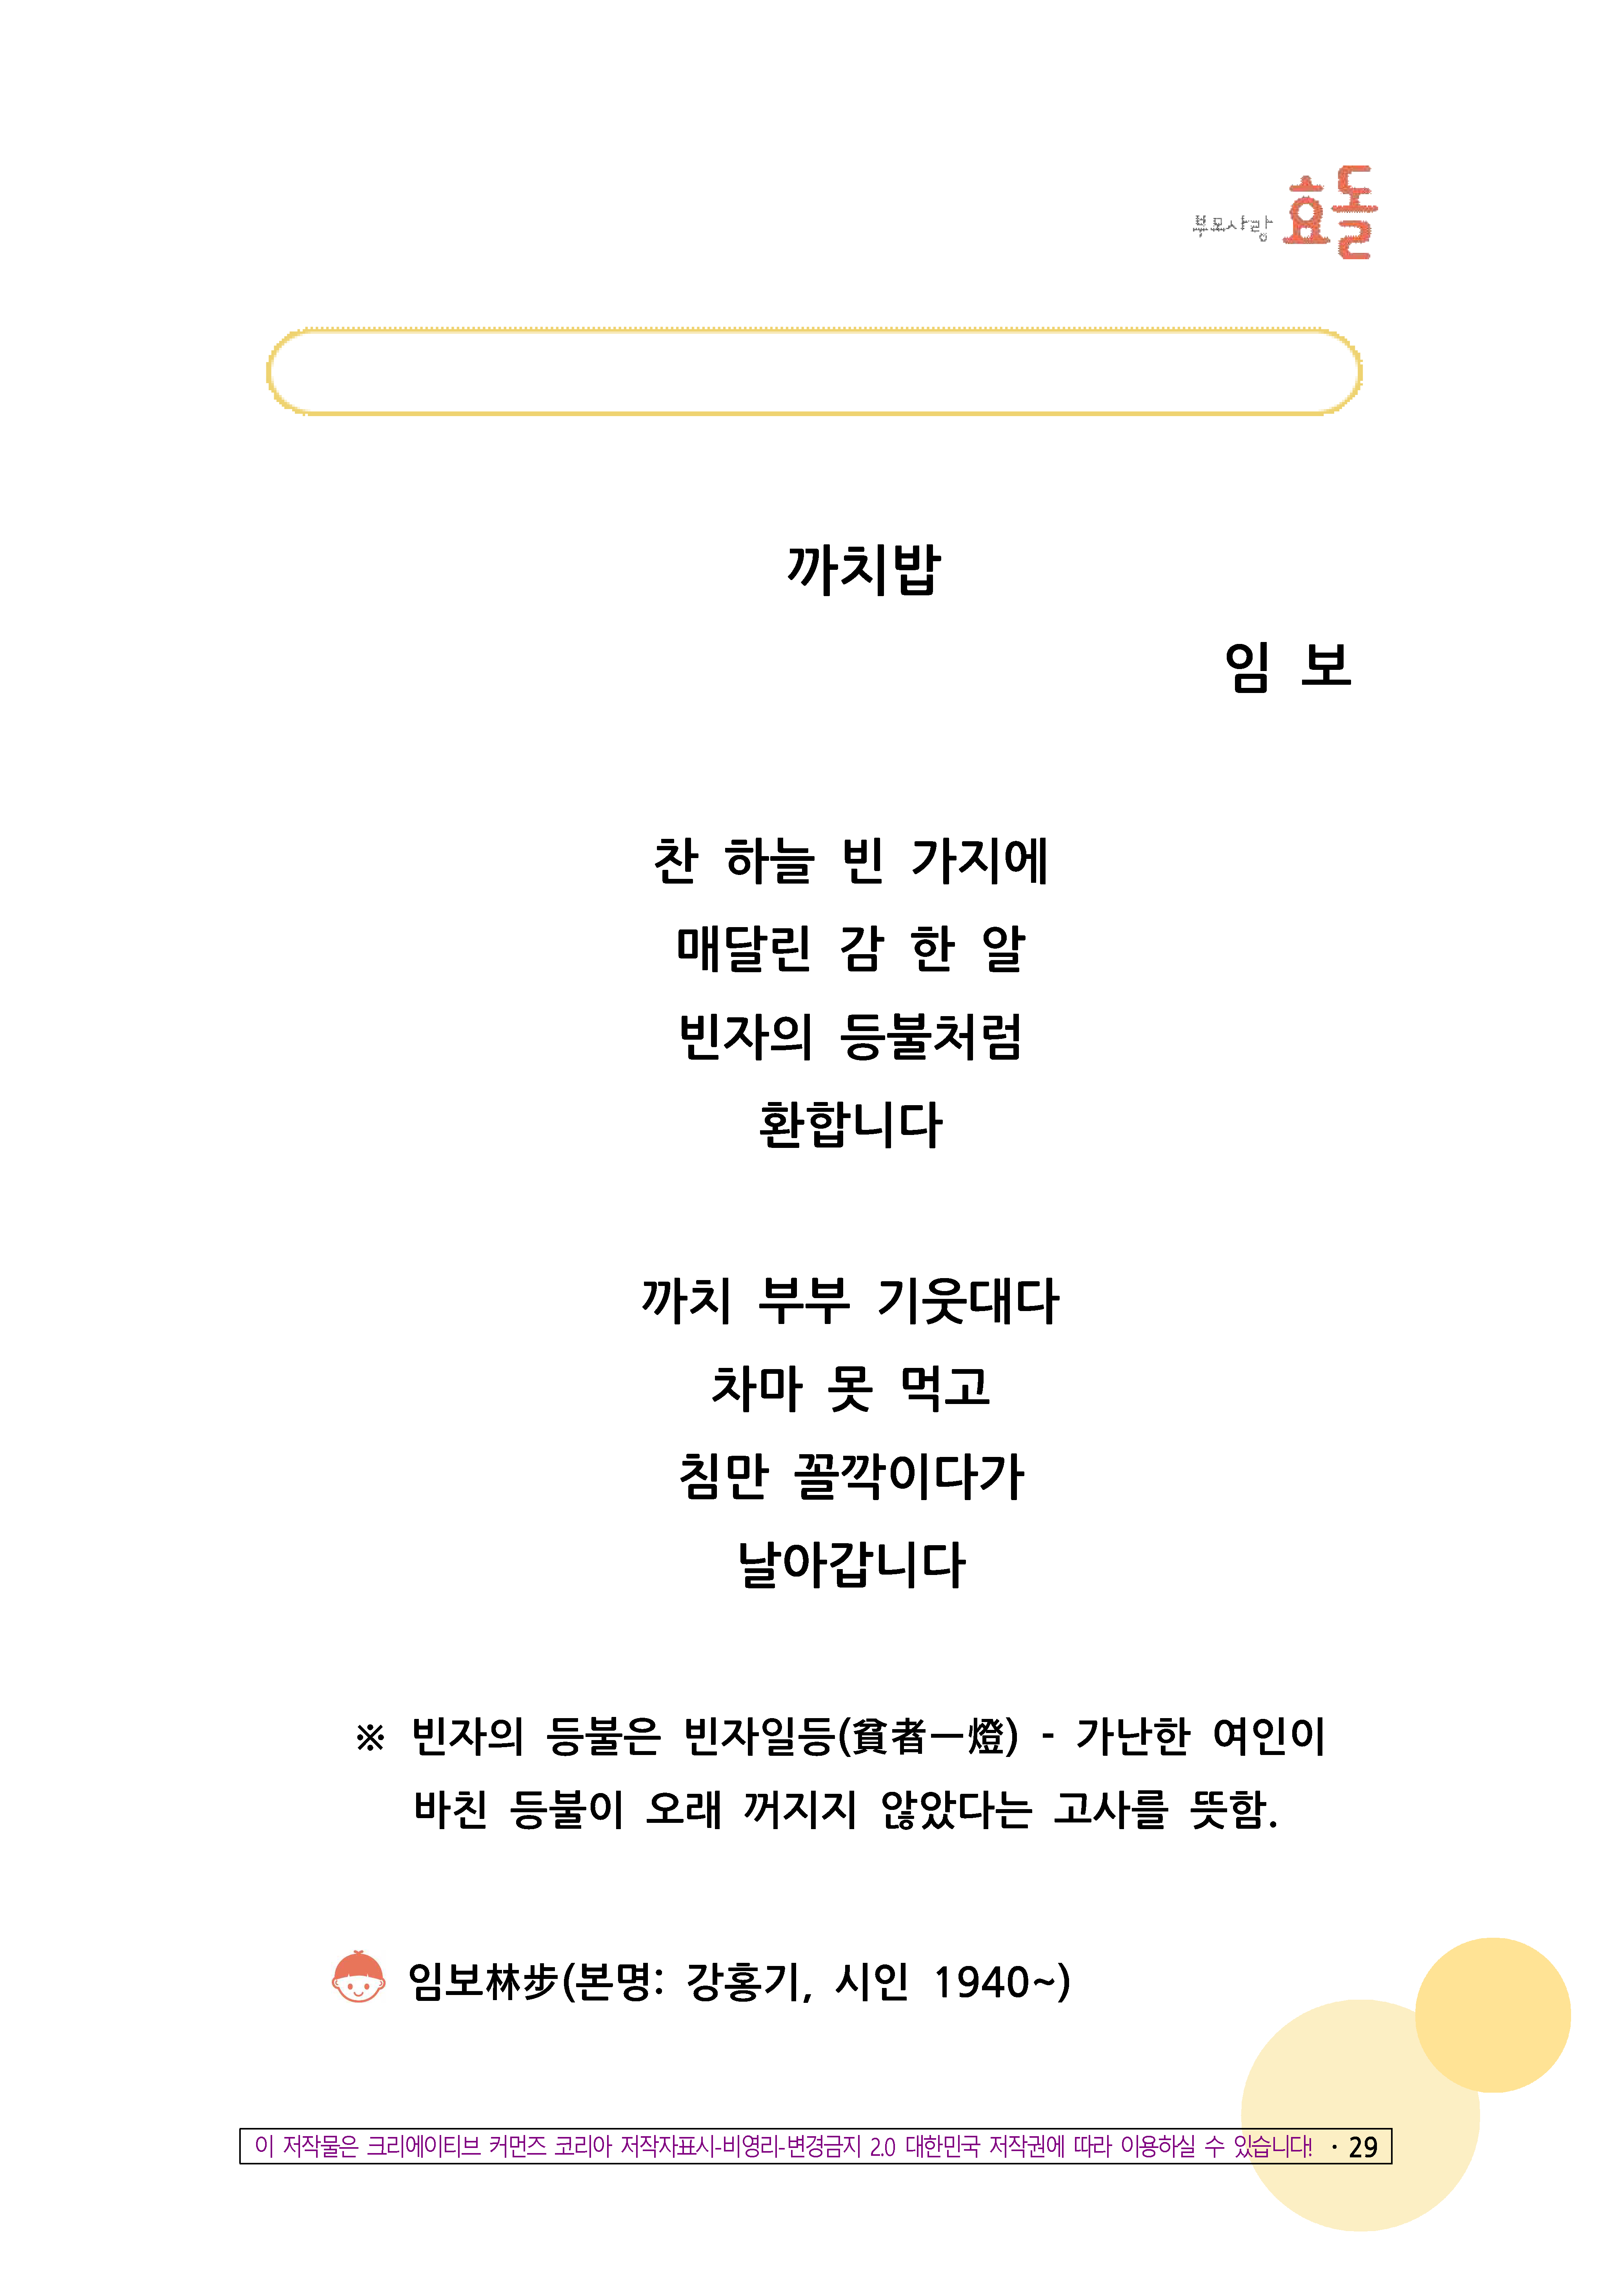 부모사랑 효돌
까치밥
임 보
찬 하늘 빈 가지에
매달린 감 한 알
빈자의 등불처럼
환합니다
까치 부부 기웃대다
차마 못 먹고
침만 꼴깍이다가
날아갑니다
※ 빈자의 등불은 빈자일등(貧者一燈) - 가난한 여인이
바친 등불이 오래 꺼지지 않았다는 고사를 뜻함.
임보林步(본명: 강홍기, 시인 1940~)
이 저작물은 크리에이티브 커먼즈 코리아 저작자표시-비영리-변경금지 2.0 대한민국 저작권에 따라 이용하실 수 있습니다! · 29